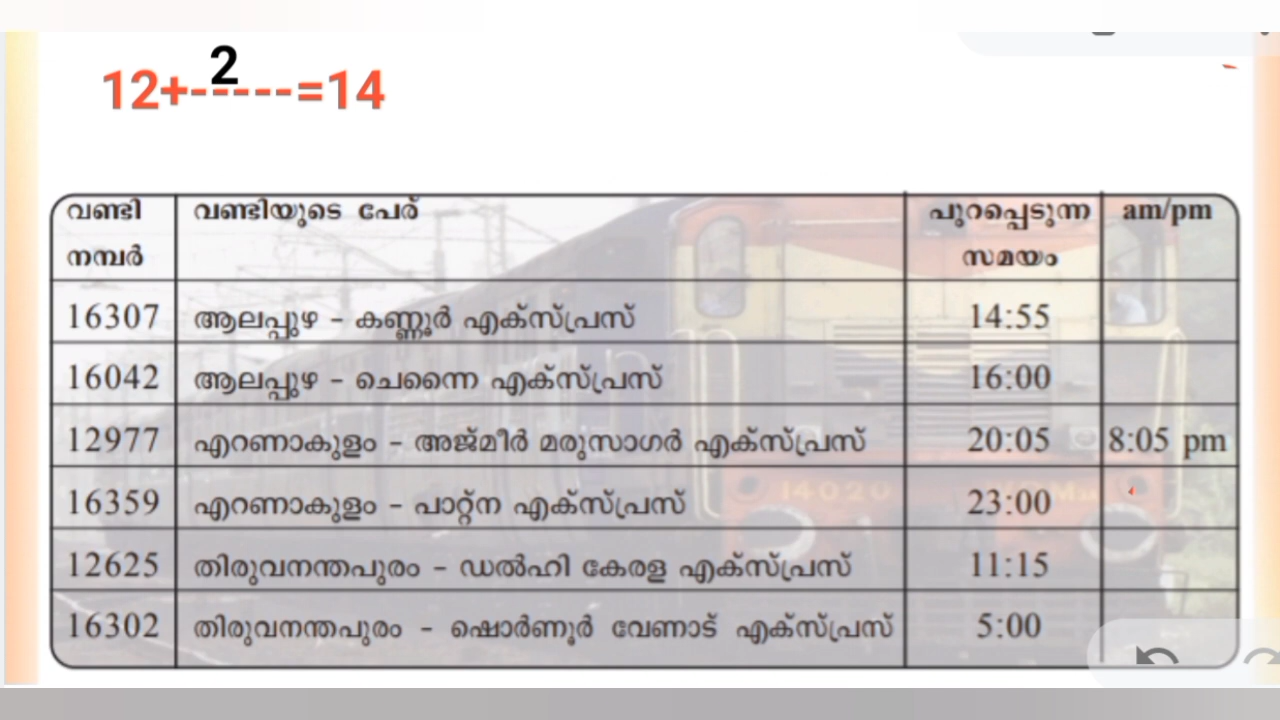 2
12+-----=14
വണ്ടി നമ്പർ വണ്ടിയുടെ പേര് പുറപ്പെടുന്ന സമയം am/pm
16307 ആലപ്പുഴ - കണ്ണൂർ എക്സ്പ്രസ് 14:55
16042 ആലപ്പുഴ - ചെന്നൈ എക്സ്പ്രസ് 16:00
12977 എറണാകുളം - അജ്മീർ മരുസാഗർ എക്സ്പ്രസ് 20:05 8:05 pm
16359 എറണാകുളം - പാറ്റ്ന എക്സ്പ്രസ് 23:00
12625 തിരുവനന്തപുരം - ഡൽഹി കേരള എക്സ്പ്രസ് 11:15
16302 തിരുവനന്തപുരം - ഷൊർണൂർ വേണാട് എക്സ്പ്രസ് 5:00